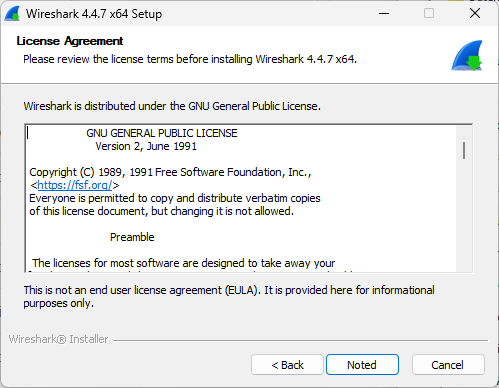 Wireshark 4.4.7 x64 Setup
License Agreement
Please review the license terms before installing Wireshark 4.4.7 x64.
Wireshark is distributed under the GNU General Public License.
GNU GENERAL PUBLIC LICENSE
Version 2, June 1991
Copyright (C) 1989, 1991 Free Software Foundation, Inc.,
<https://fsf.org/>
Everyone is permitted to copy and distribute verbatim copies
of this license document, but changing it is not allowed.
Preamble
The licenses for most software are designed to take away your
This is not an end user license agreement (EULA). It is provided here for informational
purposes only.
Wireshark® Installer
< Back
Noted
Cancel